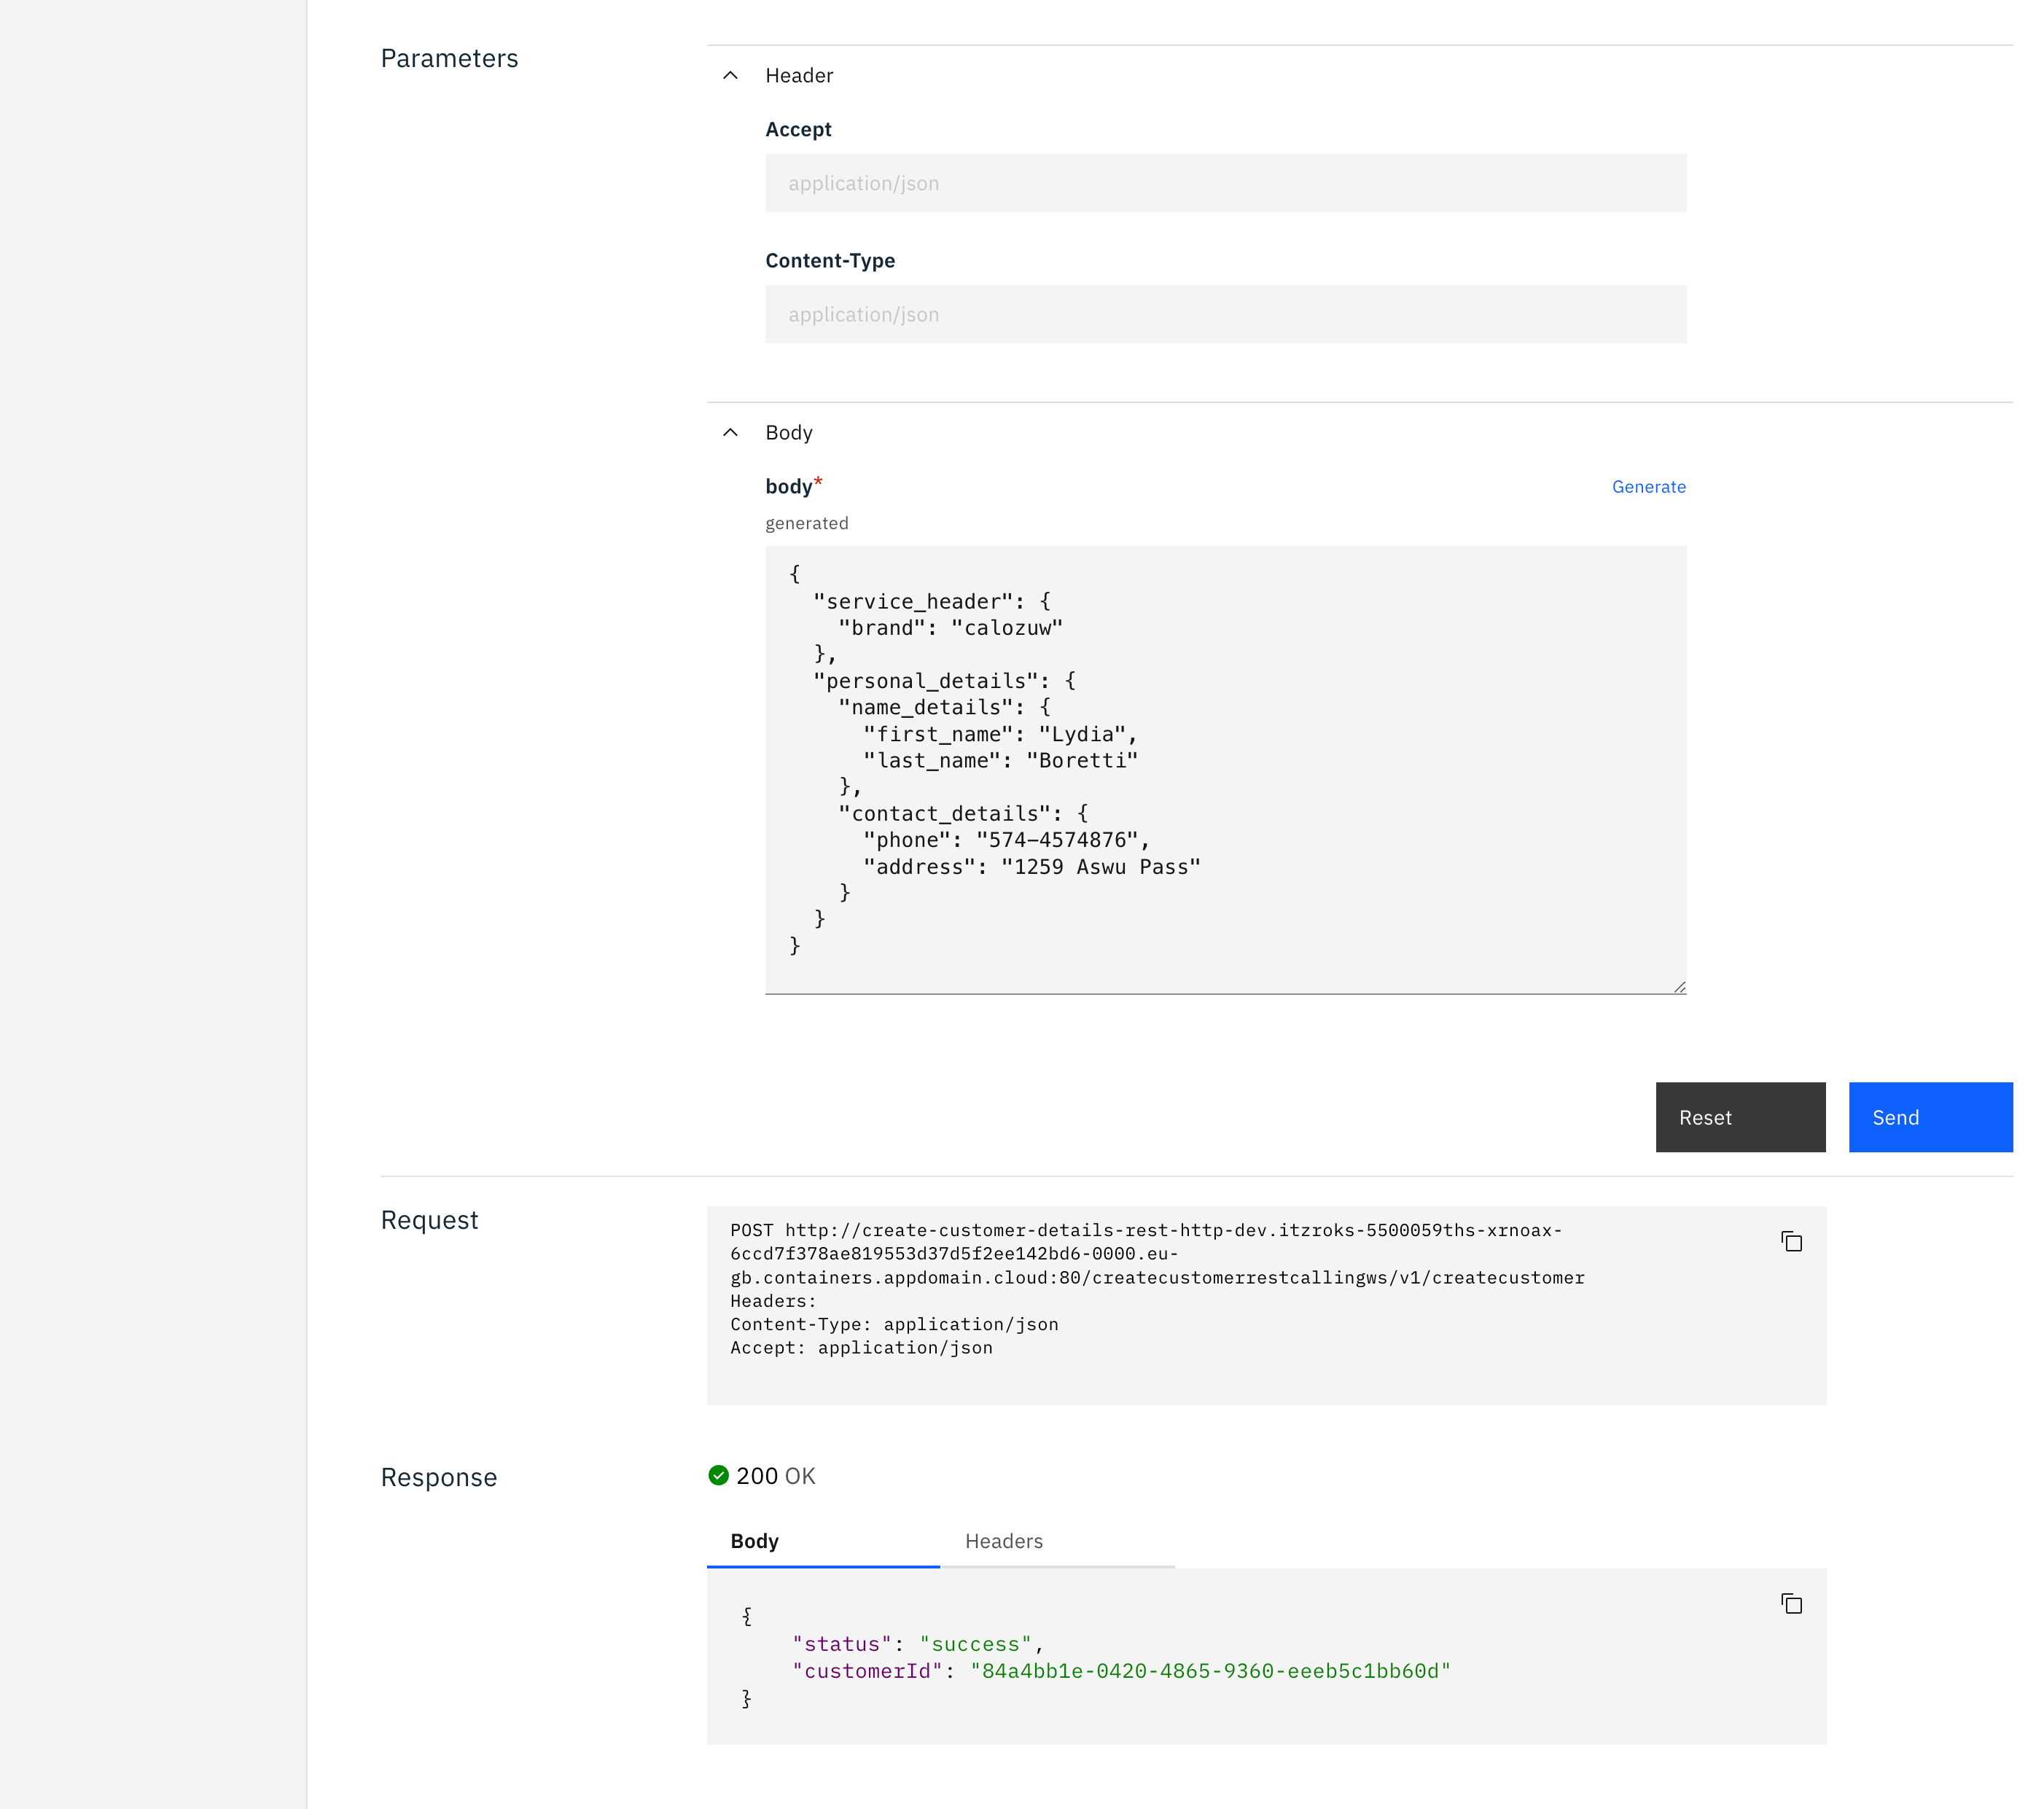 Parameters
Header
Accept
application/json
Content-Type
application/json
Body
body*
Generate
generated
{
  "service_header": {
    "brand": "calozuw"
  },
  "personal_details": {
    "name_details": {
      "first_name": "Lydia",
      "last_name": "Boretti"
    },
    "contact_details": {
      "phone": "574-4574876",
      "address": "1259 Aswu Pass"
    }
  }
}
Reset
Send
Request
POST http://create-customer-details-rest-http-dev.itzroks-5500059ths-xrnoax-
6ccd7f378ae819553d37d5f2ee142bd6-0000.eu-
gb.containers.appdomain.cloud:80/createcustomerrestcallingws/v1/createcustomer
Headers:
Content-Type: application/json
Accept: application/json
Response
200 OK
Body
Headers
{
    "status": "success",
    "customerId": "84a4bb1e-0420-4865-9360-eeeb5c1bb60d"
}